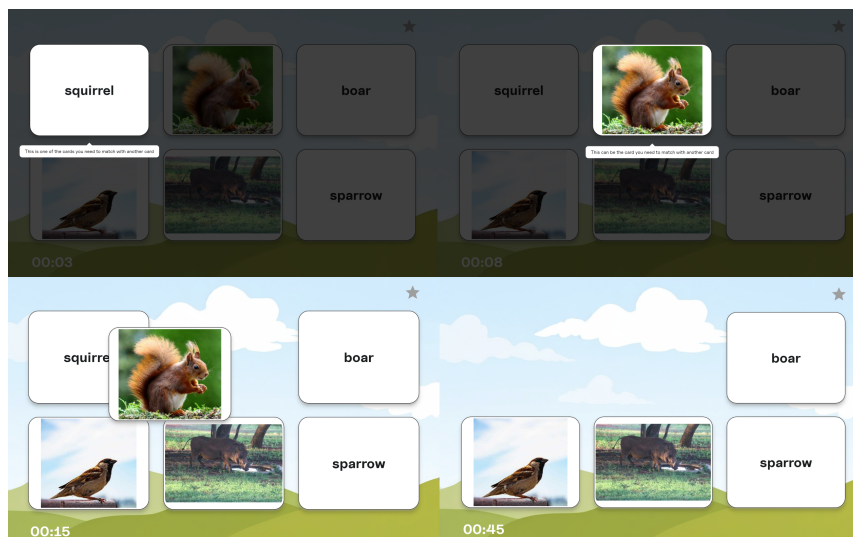 squirrel
boar
This is one of the cards you need to match with another card
sparrow
00:03
squirrel
boar
This can be the card you need to match with another card
sparrow
00:08
squirre
boar
sparrow
00:15
boar
sparrow
00:45